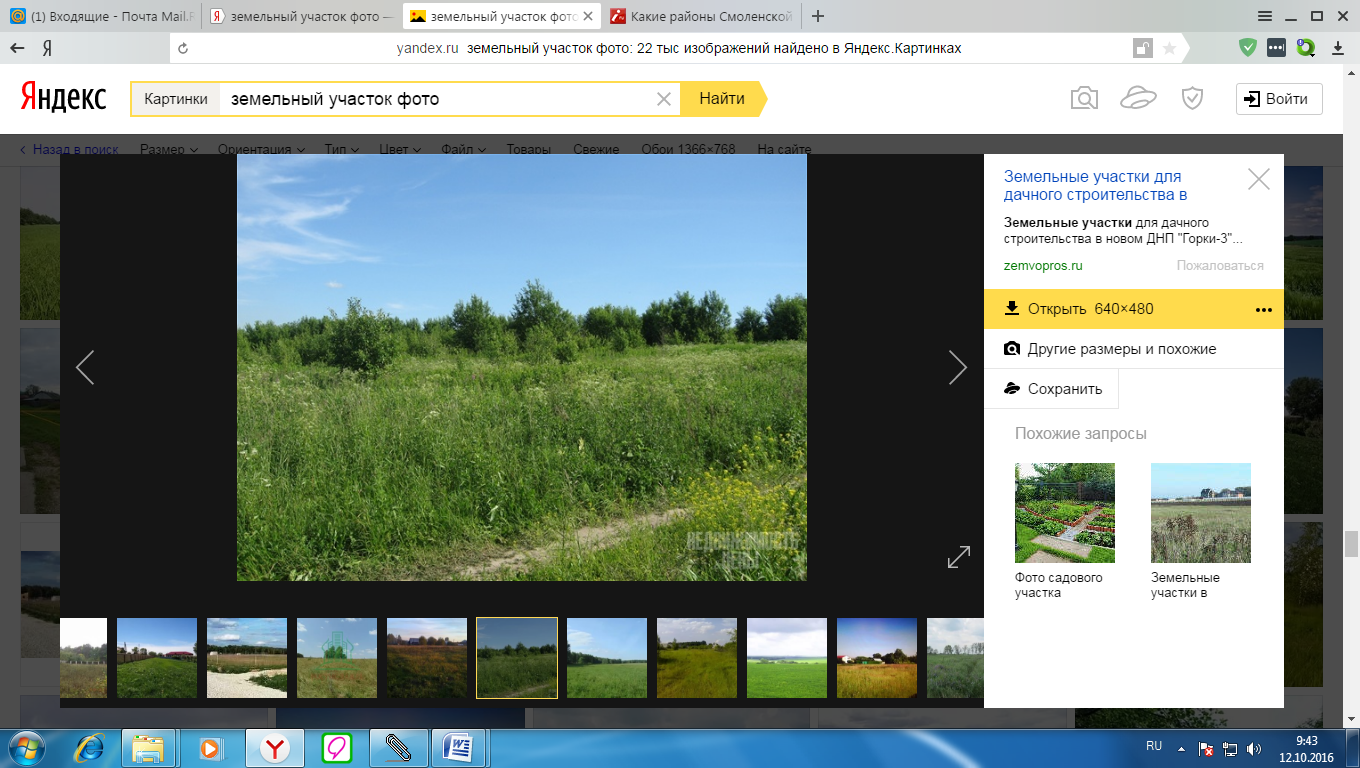 (1) Входящие - Почта Mail.R
земельный участок фото —
земельный участок фото
Какие районы Смоленской
Я
yandex.ru земельный участок фото: 22 тыс изображений найдено в Яндекс.Картинках
Яндекс
Картинки
земельный участок фото
Найти
Войти
Назад в поиск Размер Ориентация Тип Цвет Файл Товары Свежие Обои 1366×768 На сайте
Земельные участки для
дачного строительства в
Земельные участки для дачного
строительства в новом ДНП "Горки-3"...
zemvopros.ru Пожаловаться
Открыть 640×480
Другие размеры и похожие
Сохранить
Похожие запросы
Фото садового
участка
Земельные
участки в
НЕДВИЖИМОСТЬ
RU
9:43
12.10.2016